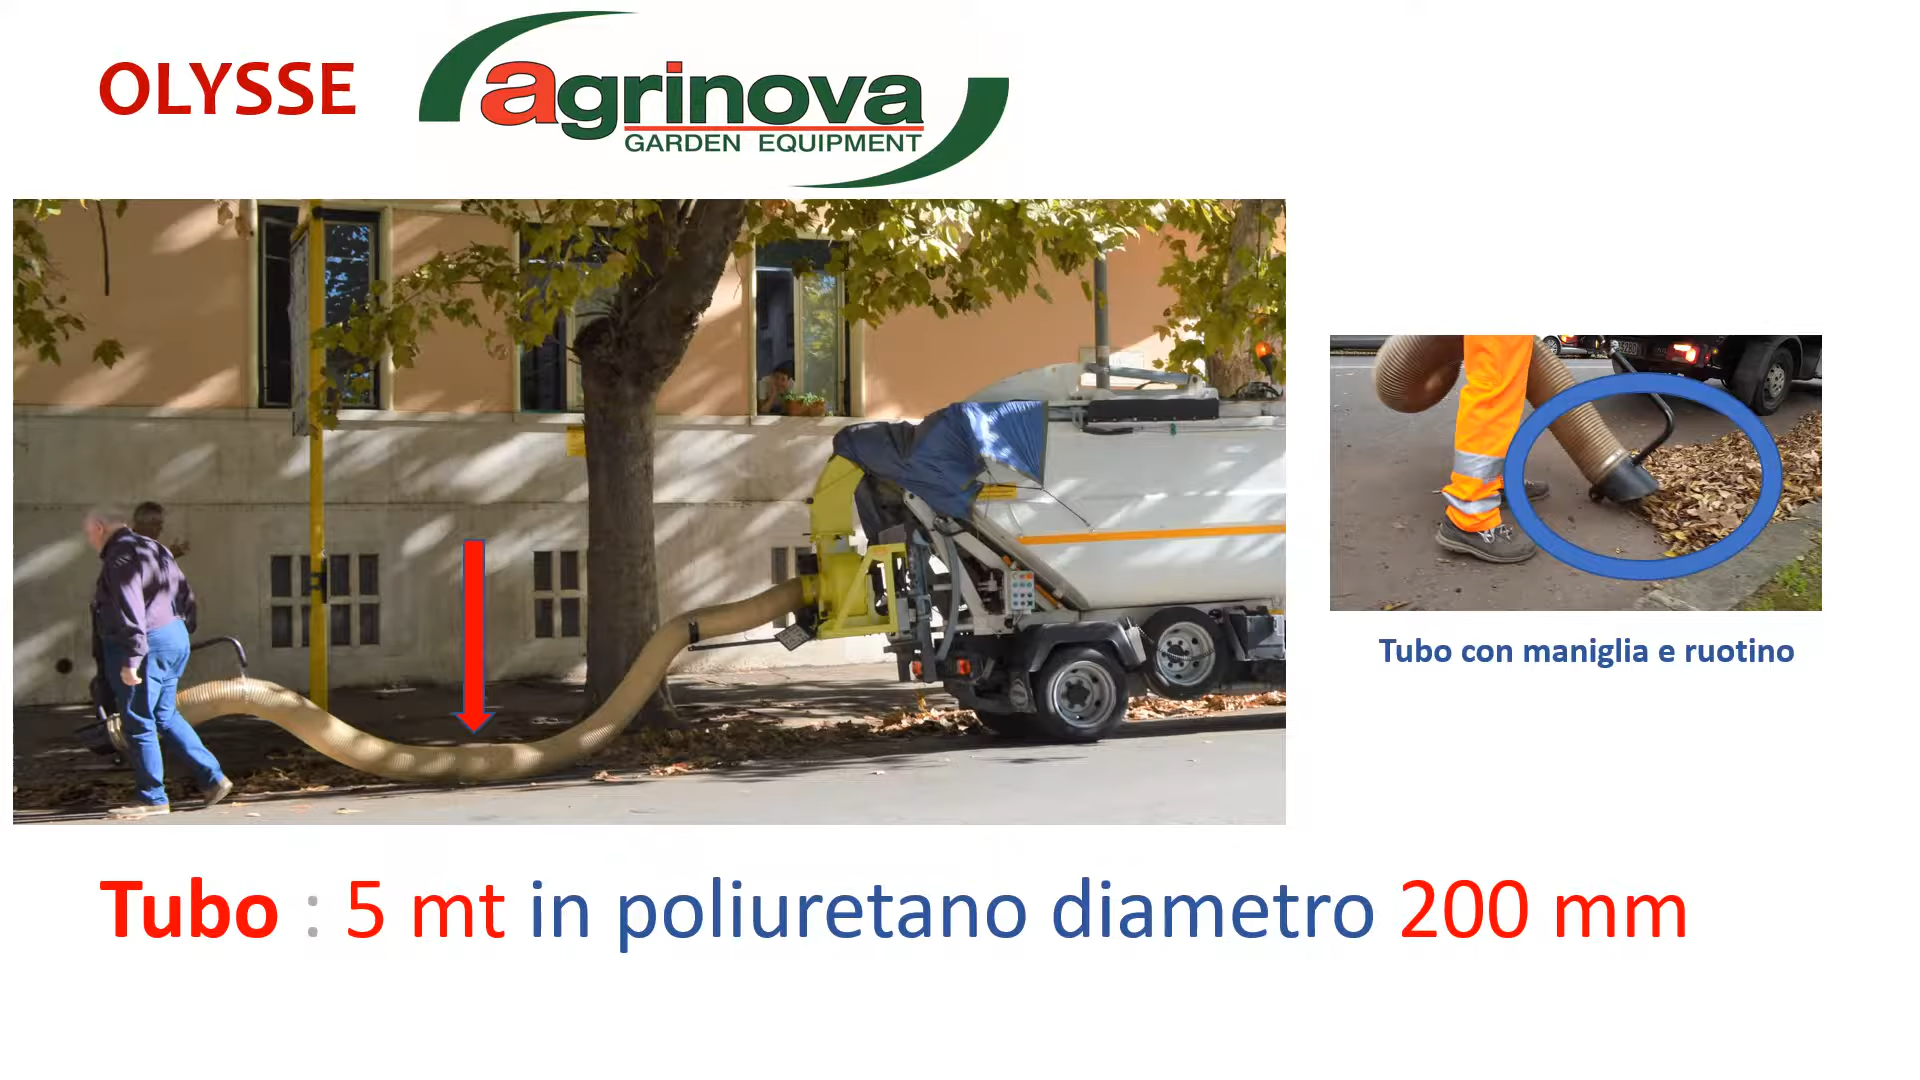 OLYSSE
agrinova
GARDEN EQUIPMENT
Tubo con maniglia e ruotino
Tubo : 5 mt in poliuretano diametro 200 mm